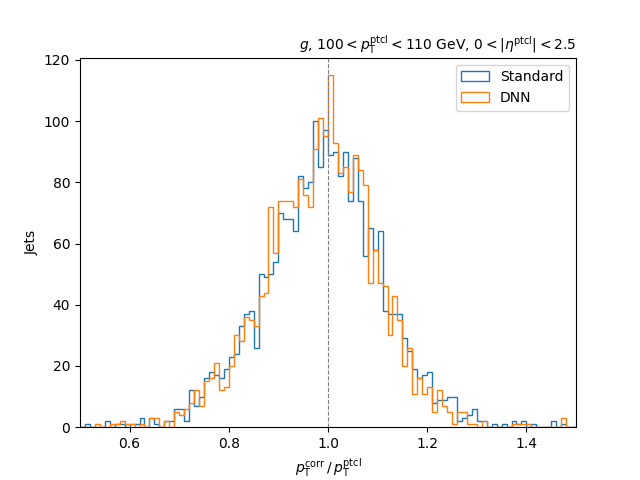 g, 100 < p_T^ptcl < 110 GeV, 0 < |η^ptcl| < 2.5
120
100
80
60
40
20
0
Jets
Standard
DNN
0.6 0.8 1.0 1.2 1.4
p_T^corr / p_T^ptcl